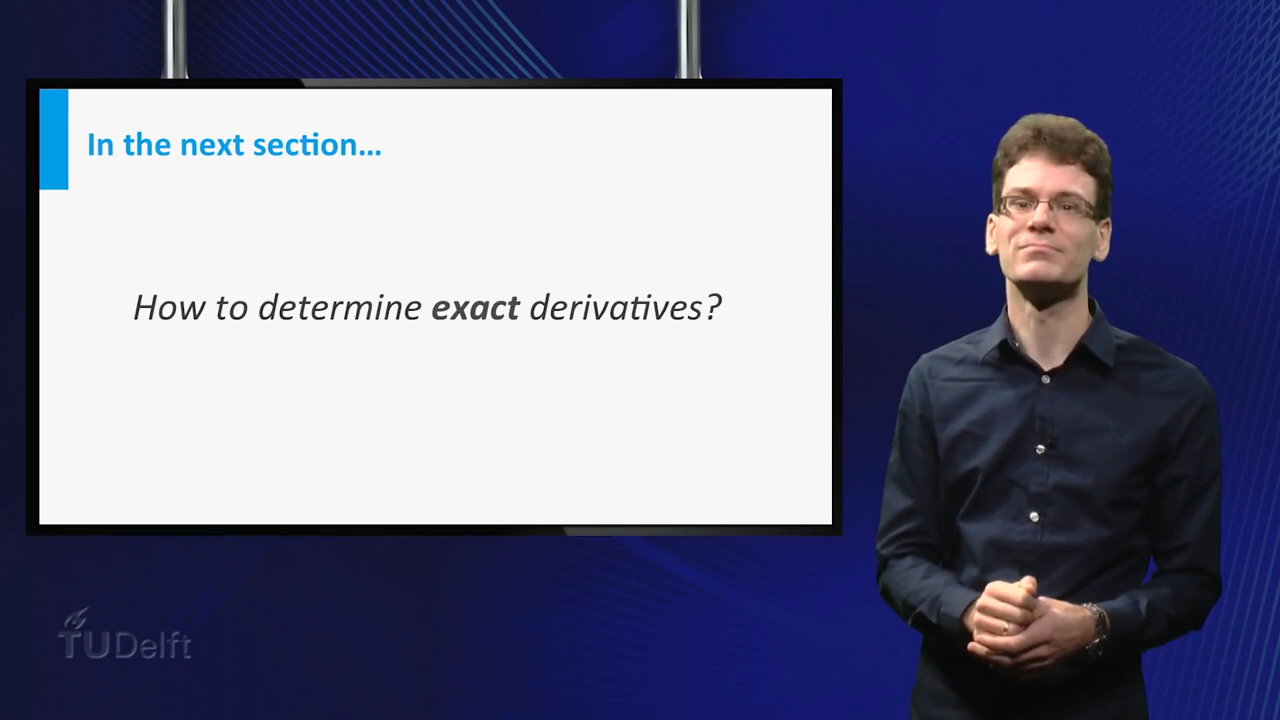 In the next section…
How to determine exact derivatives?
TUDelft